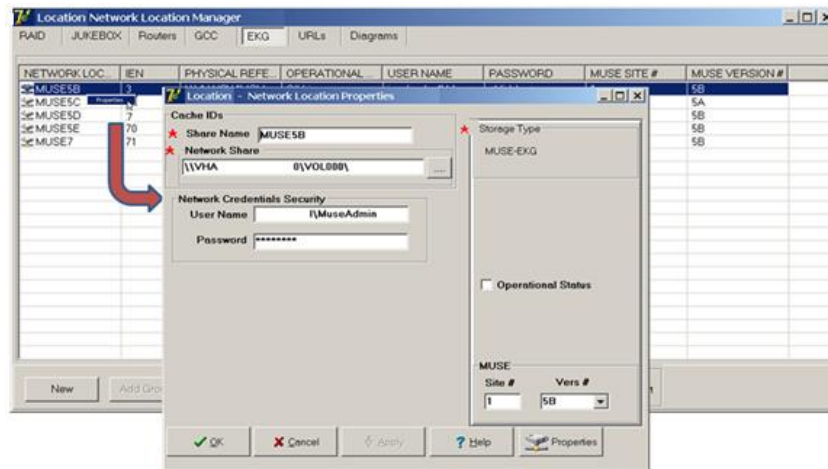 Location Network Location Manager
RAID JUKEBOX Routers GCC EKG URLs Diagrams
NETWORK LOC... IEN PHYSICAL REFE... OPERATIONAL ... USER NAME PASSWORD MUSE SITE # MUSE VERSION #
MUSE5B 3 5B
MUSE5C Properties 5A
MUSE5D 7 5B
MUSE5E 70 5B
MUSE7 71 5B
Location - Network Location Properties
Cache IDs
* Share Name MUSE5B
* Network Share
\\VHA 0\VOL000\ ....
Network Credentials Security
User Name I\MuseAdmin
Password ********
* Storage Type
MUSE-EKG
Operational Status
MUSE
Site # Vers #
1 5B
New Add Gro
OK Cancel Apply ? Help Properties